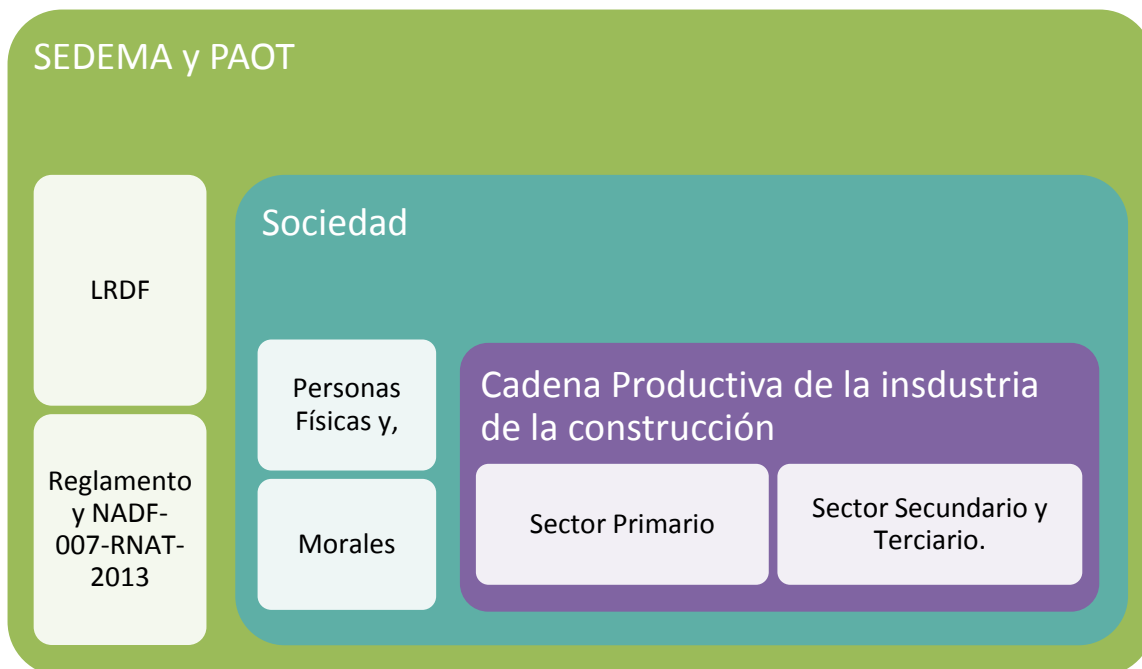 SEDEMA y PAOT
LRDF
Reglamento
y NADF-
007-RNAT-
2013
Sociedad
Personas
Físicas y,
Morales
Cadena Productiva de la insdustria
de la construcción
Sector Primario
Sector Secundario y
Terciario.